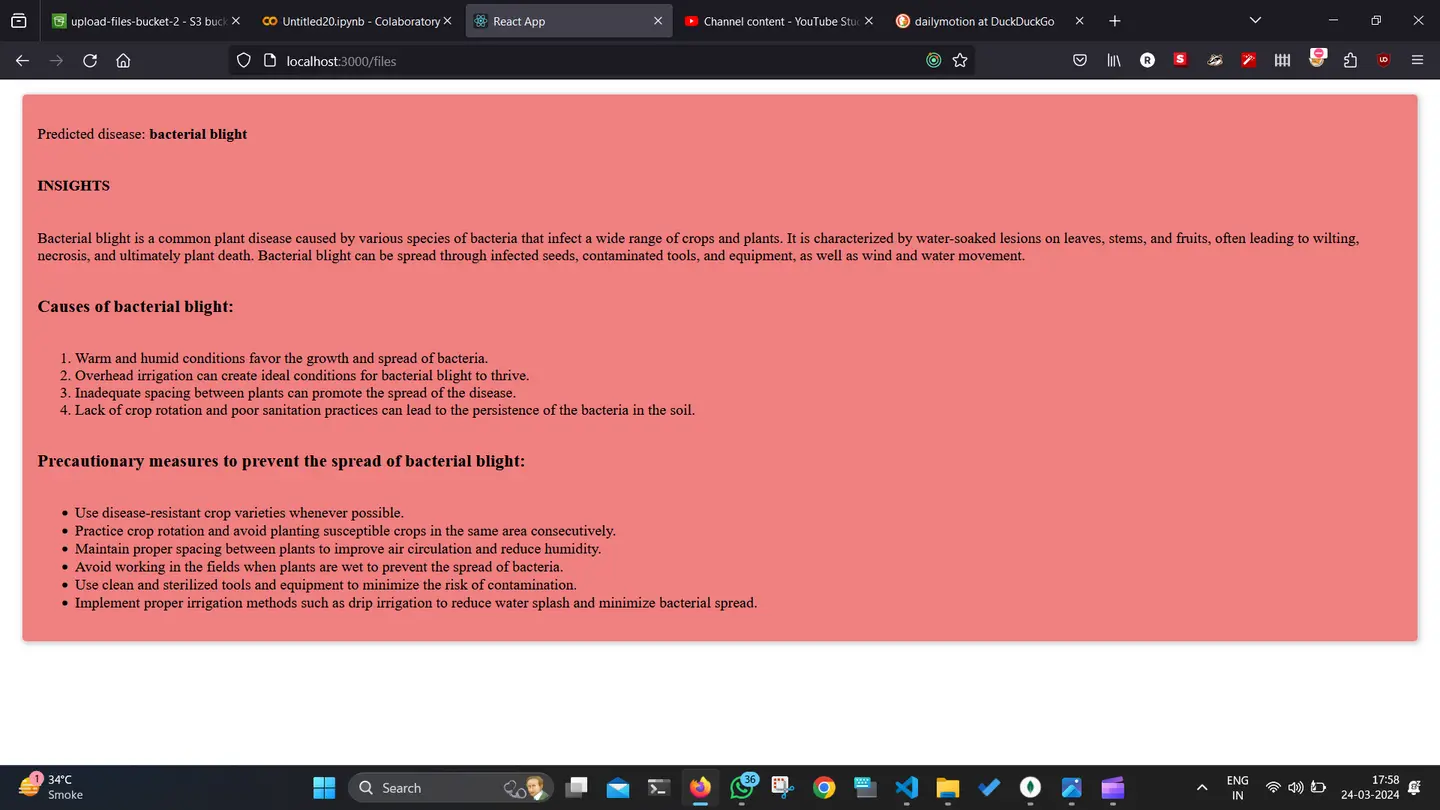 upload-files-bucket-2 - S3 buck
Untitled20.ipynb - Colaboratory
React App
Channel content - YouTube Stu
dailymotion at DuckDuckGo
localhost:3000/files
Predicted disease: bacterial blight
INSIGHTS
Bacterial blight is a common plant disease caused by various species of bacteria that infect a wide range of crops and plants. It is characterized by water-soaked lesions on leaves, stems, and fruits, often leading to wilting,
necrosis, and ultimately plant death. Bacterial blight can be spread through infected seeds, contaminated tools, and equipment, as well as wind and water movement.
Causes of bacterial blight:
1. Warm and humid conditions favor the growth and spread of bacteria.
2. Overhead irrigation can create ideal conditions for bacterial blight to thrive.
3. Inadequate spacing between plants can promote the spread of the disease.
4. Lack of crop rotation and poor sanitation practices can lead to the persistence of the bacteria in the soil.
Precautionary measures to prevent the spread of bacterial blight:
• Use disease-resistant crop varieties whenever possible.
• Practice crop rotation and avoid planting susceptible crops in the same area consecutively.
• Maintain proper spacing between plants to improve air circulation and reduce humidity.
• Avoid working in the fields when plants are wet to prevent the spread of bacteria.
• Use clean and sterilized tools and equipment to minimize the risk of contamination.
• Implement proper irrigation methods such as drip irrigation to reduce water splash and minimize bacterial spread.
1
34°C
Smoke
Search
36
ENG
IN
17:58
24-03-2024